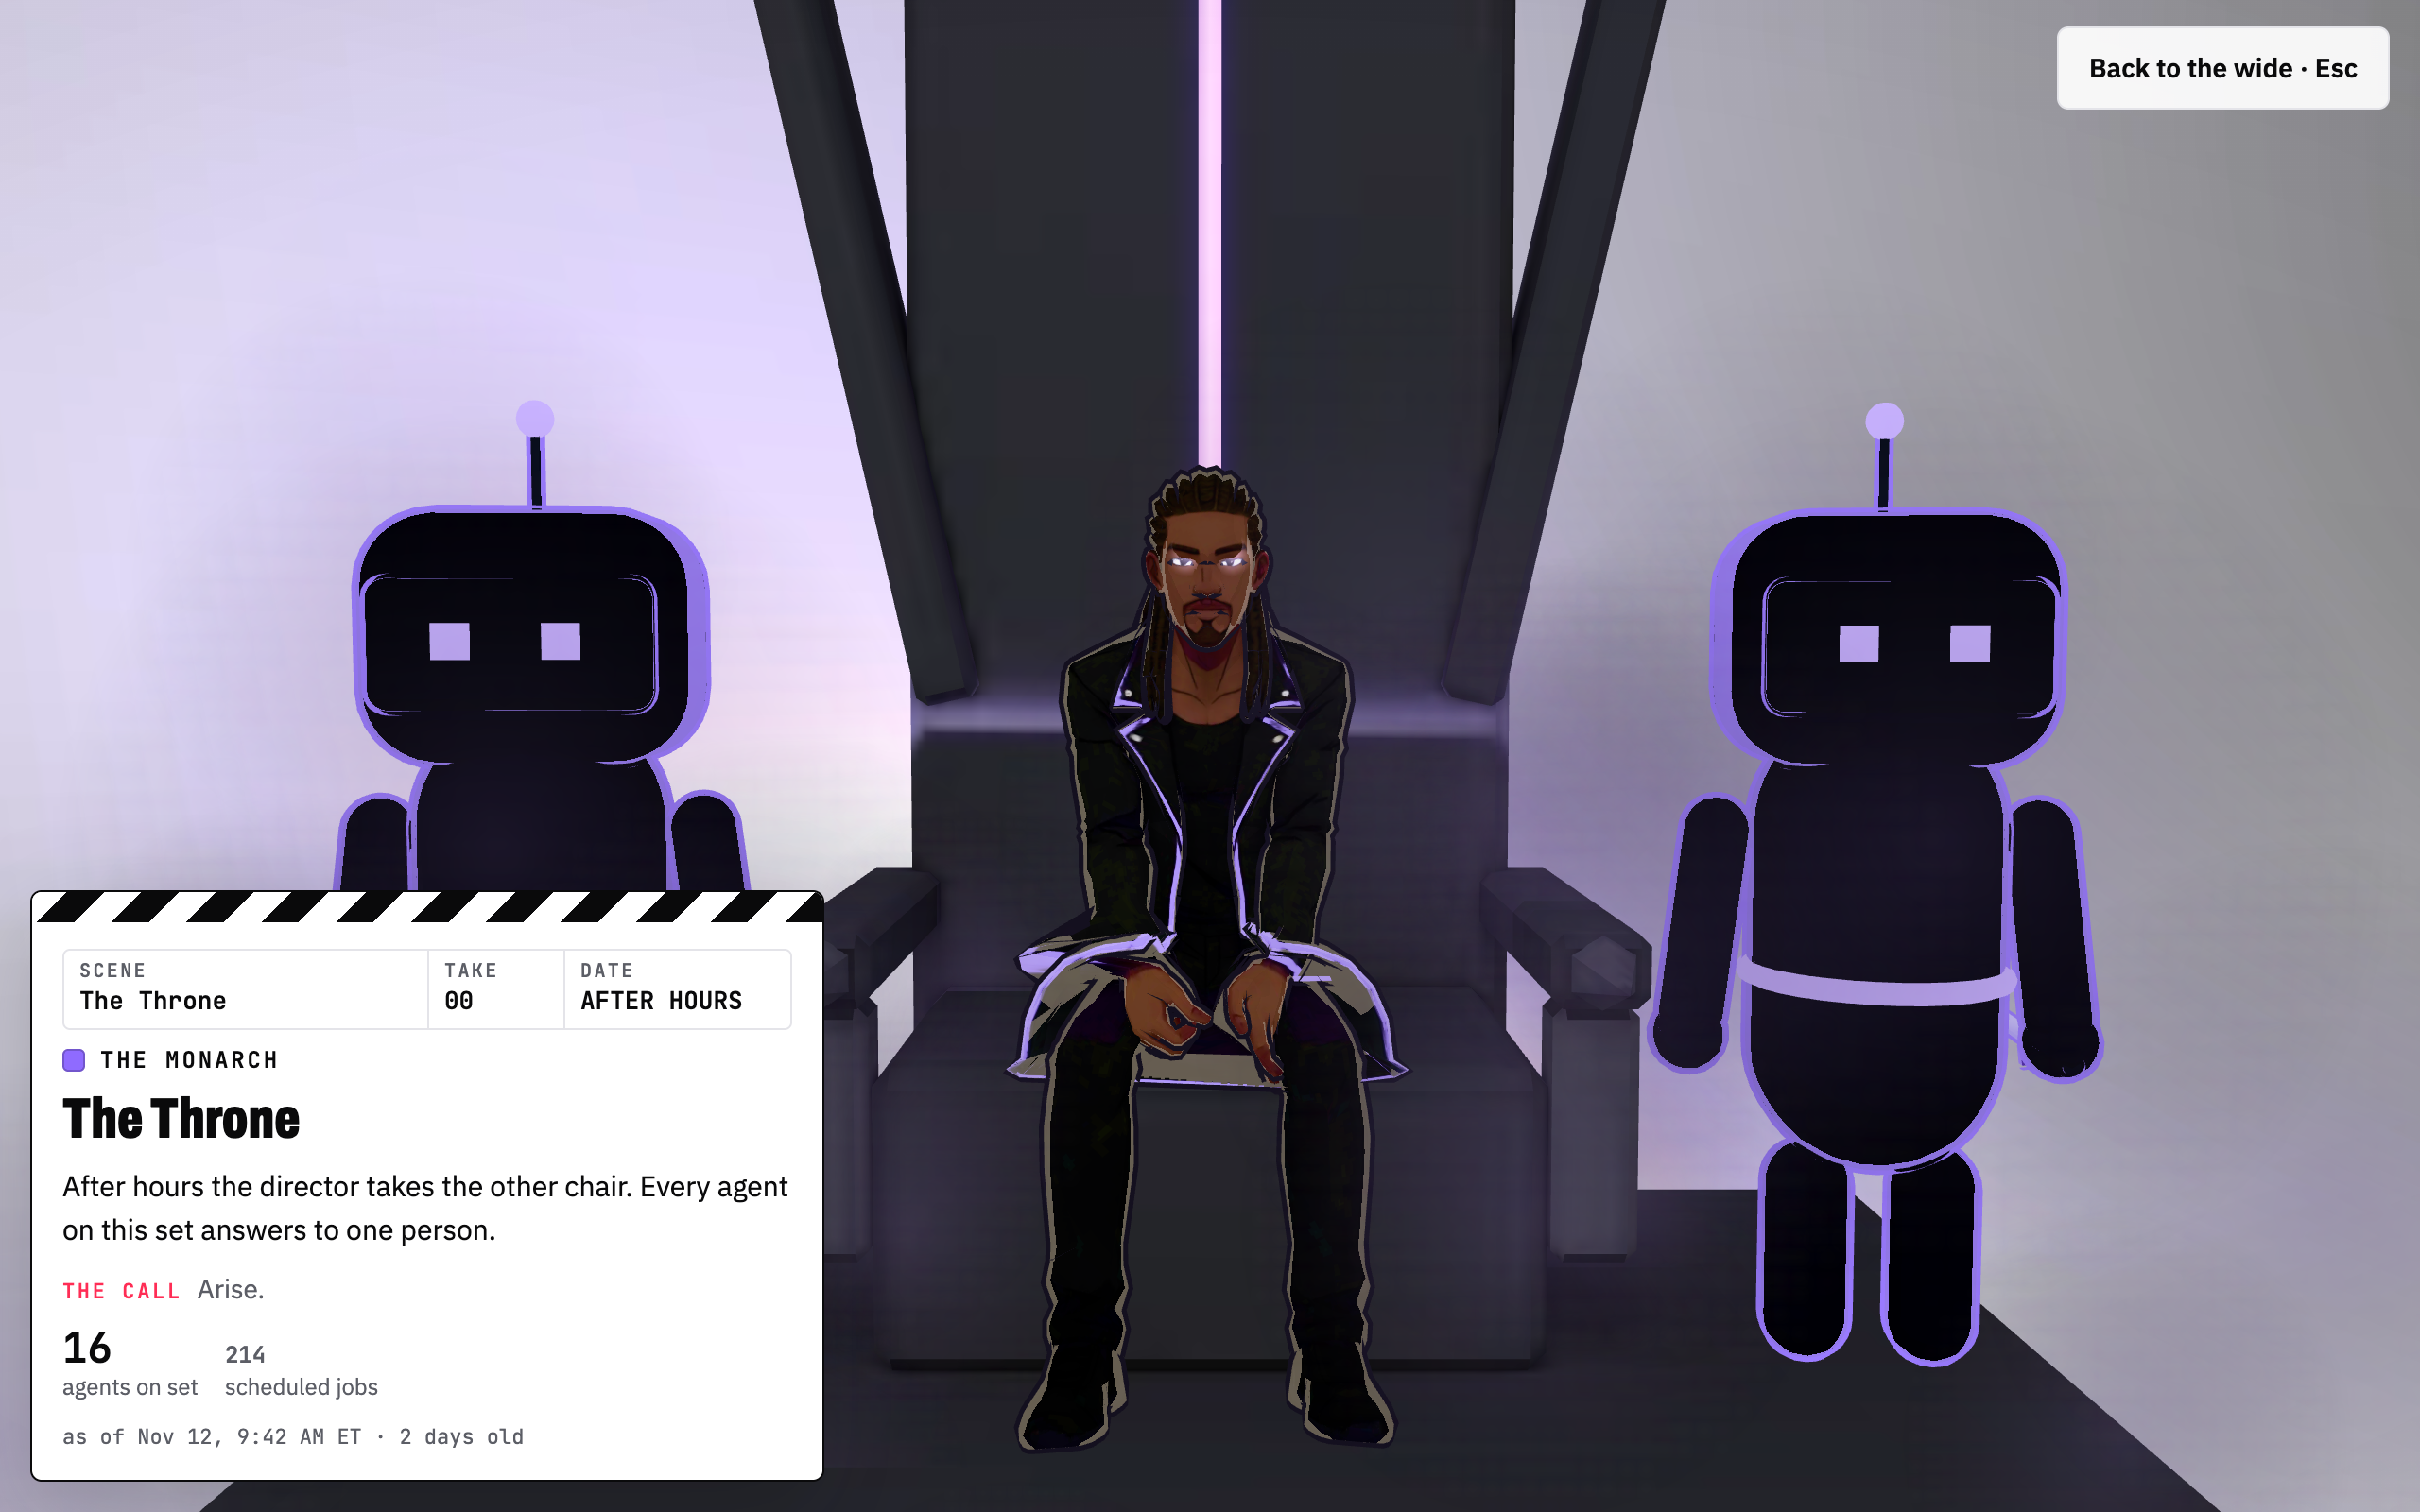 Back to the wide · Esc
SCENE
The Throne
TAKE
00
DATE
AFTER HOURS
THE MONARCH
The Throne
After hours the director takes the other chair. Every agent
on this set answers to one person.
THE CALL Arise.
16
agents on set
214
scheduled jobs
as of Nov 12, 9:42 AM ET · 2 days old